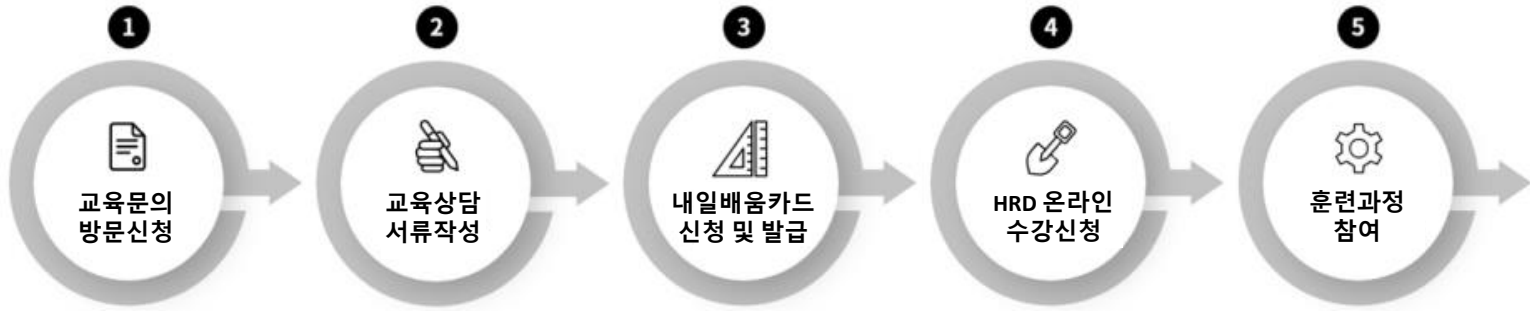 1
교육문의
방문신청
2
교육상담
서류작성
3
내일배움카드
신청 및 발급
4
HRD 온라인
수강신청
5
훈련과정
참여